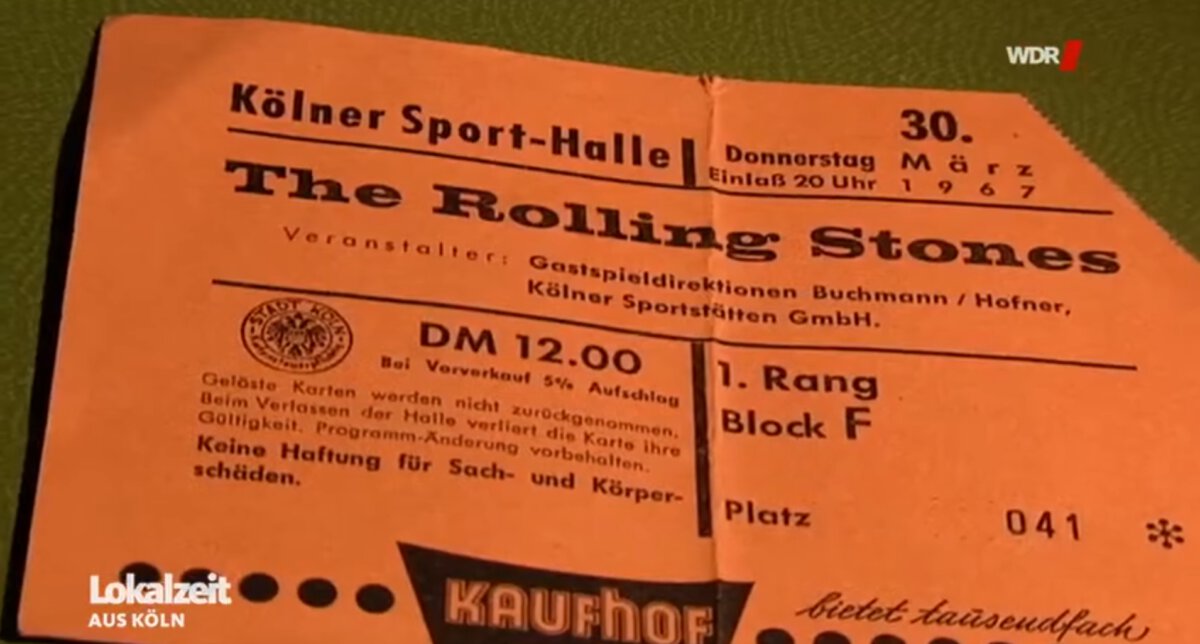 WDR
Kölner Sport-Halle
30.
Donnerstag März
Einlaß 20 Uhr 1967
The Rolling Stones
Veranstalter: Gastspieldirektionen Buchmann / Hofner,
Kölner Sportstätten GmbH.
STADT KÖLN
DM 12.00
Bei Vorverkauf 5% Aufschlag
Gelöste Karten werden nicht zurückgenommen.
Beim Verlassen der Halle verliert die Karte ihre
Gültigkeit. Programm-Änderung vorbehalten.
Keine Haftung für Sach- und Körper-
schäden.
1. Rang
Block F
Platz 041 *
KAUFHOF
bietet tausendfach
Lokalzeit
AUS KÖLN